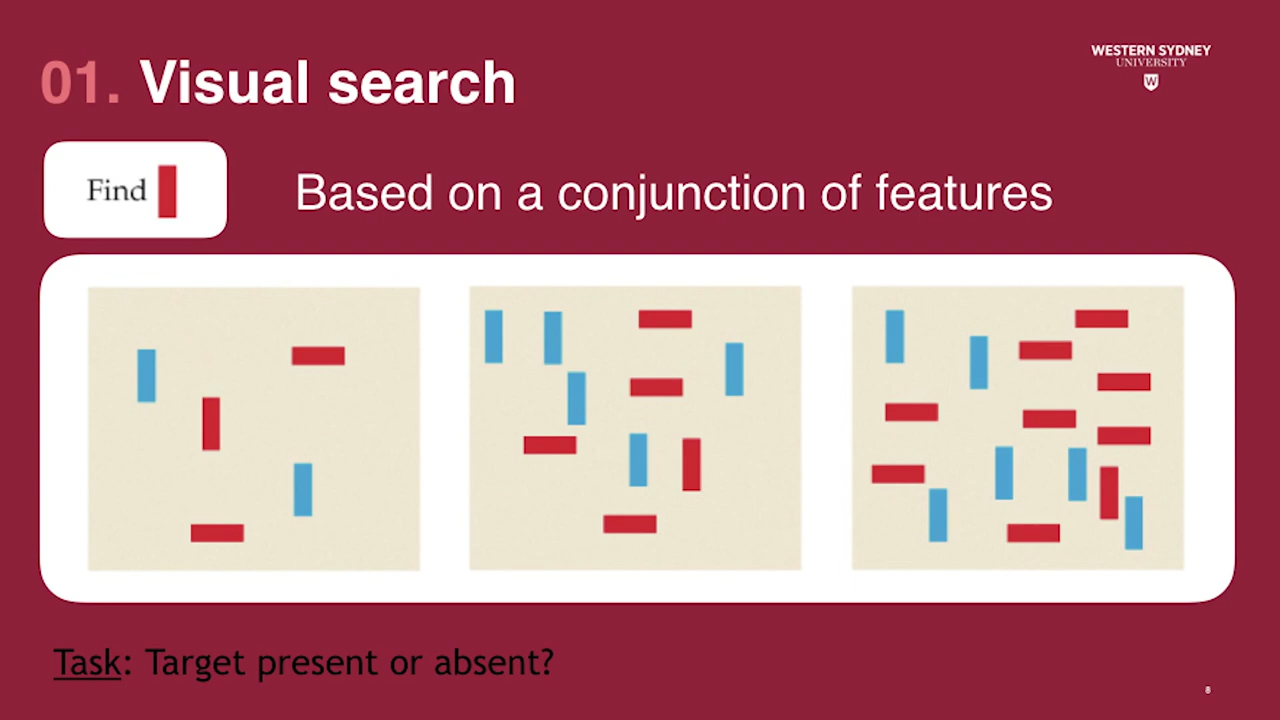 01. Visual search
WESTERN SYDNEY
UNIVERSITY
W
Find
Based on a conjunction of features
Task: Target present or absent?
8